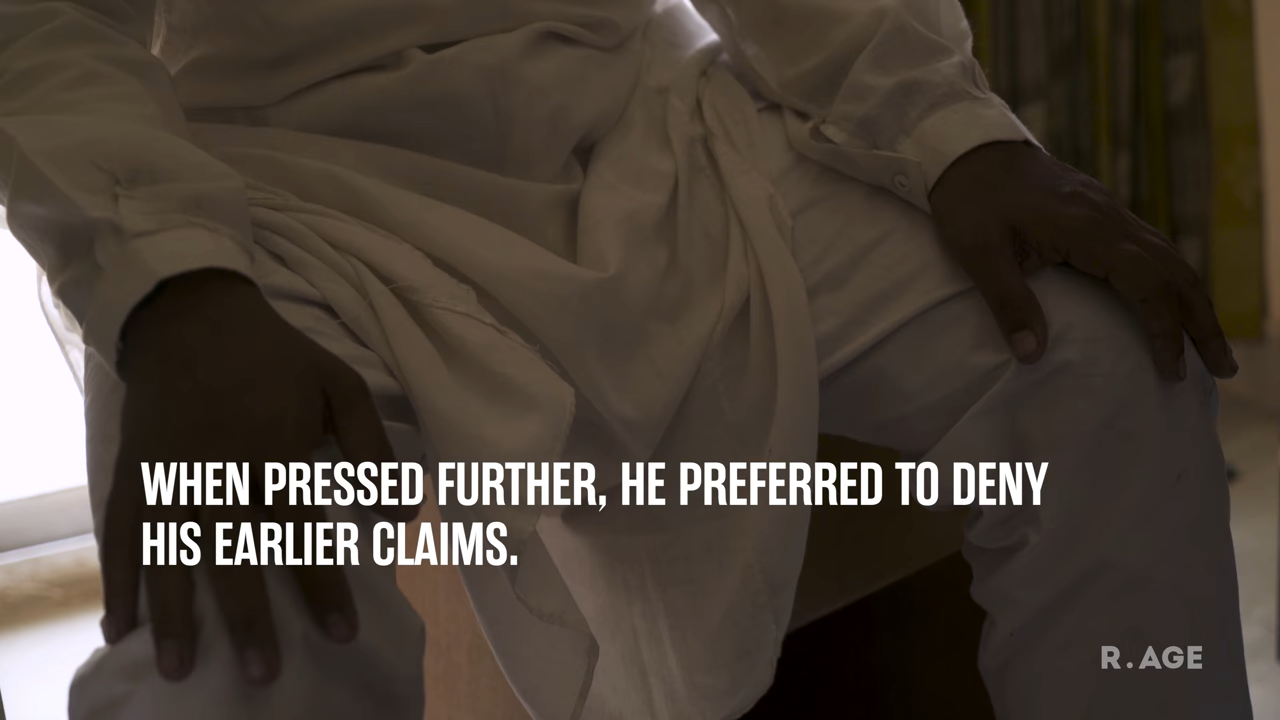 WHEN PRESSED FURTHER, HE PREFERRED TO DENY
HIS EARLIER CLAIMS.
R.AGE